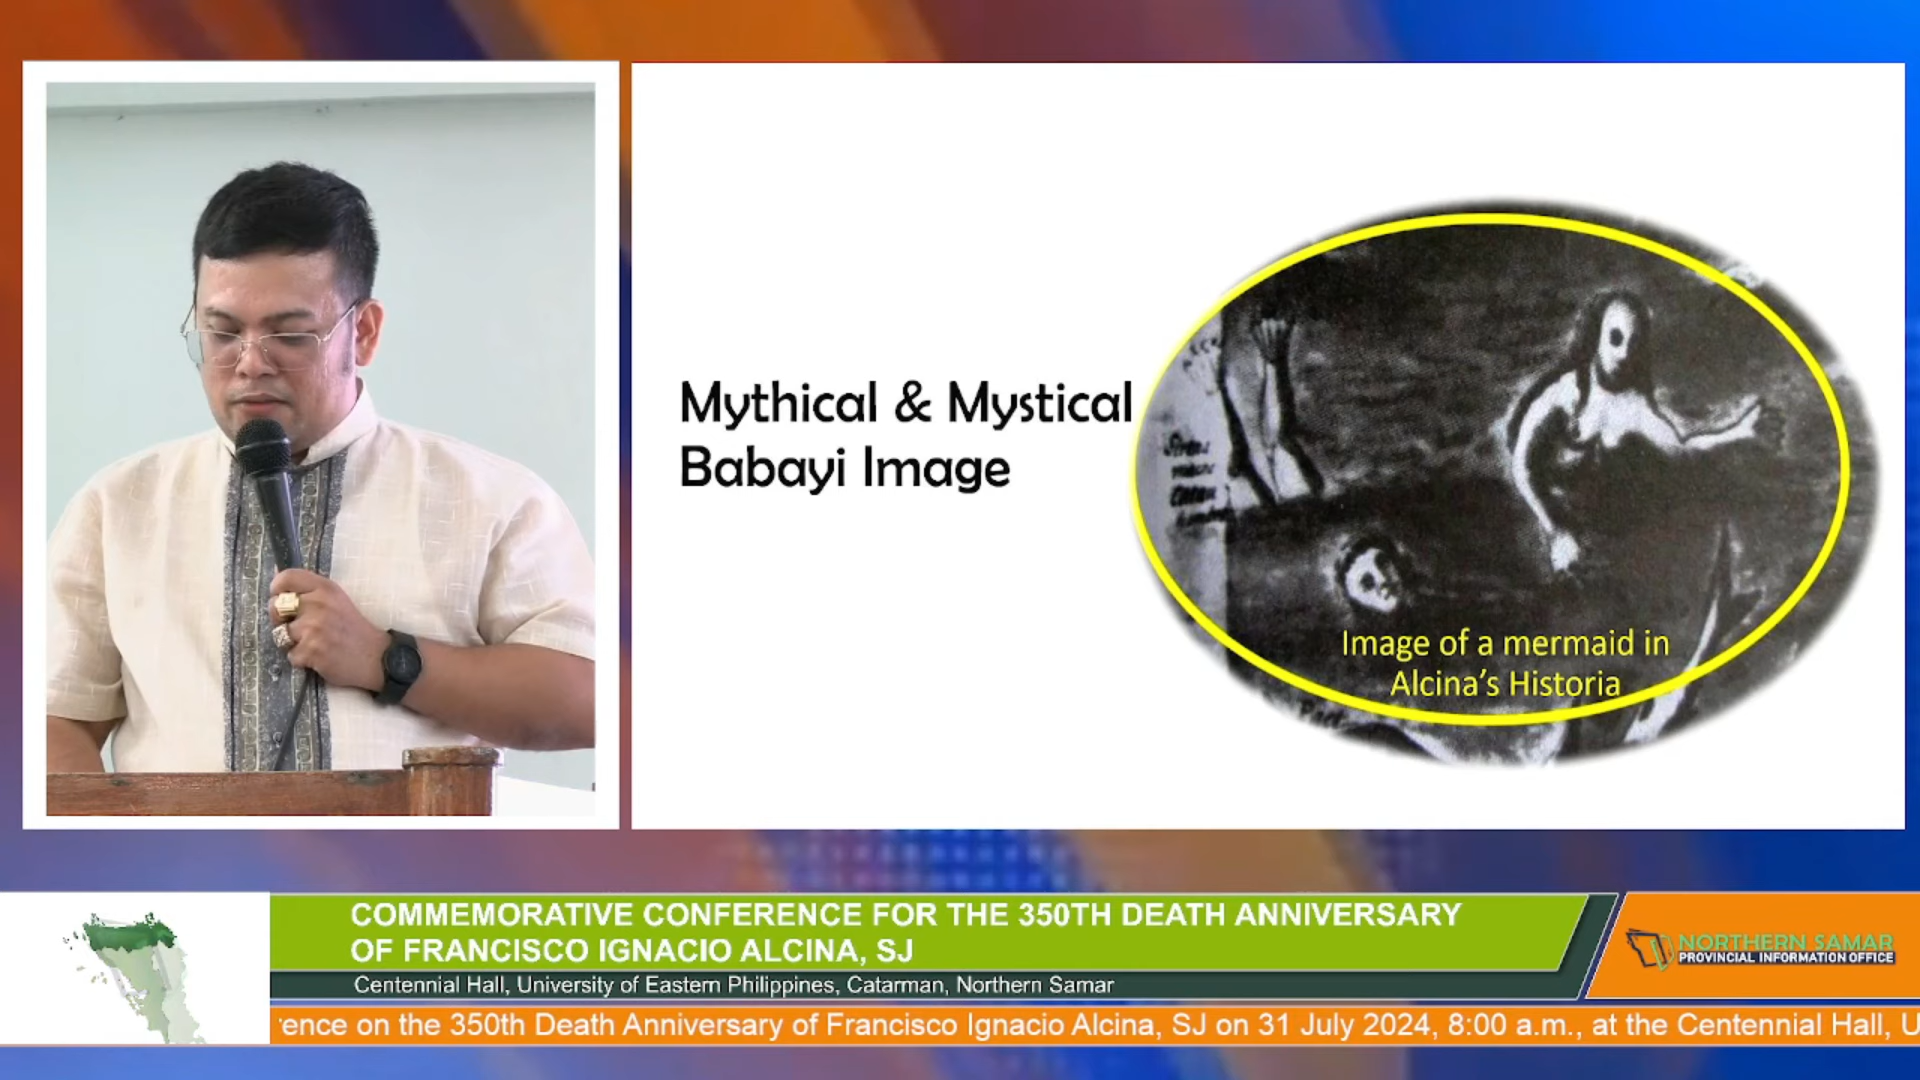 Mythical & Mystical
Babayi Image
Image of a mermaid in
Alcina's Historia
COMMEMORATIVE CONFERENCE FOR THE 350TH DEATH ANNIVERSARY
OF FRANCISCO IGNACIO ALCINA, SJ
Centennial Hall, University of Eastern Philippines, Catarman, Northern Samar
NORTHERN SAMAR
PROVINCIAL INFORMATION OFFICE
ence on the 350th Death Anniversary of Francisco Ignacio Alcina, SJ on 31 July 2024, 8:00 a.m., at the Centennial Hall, U